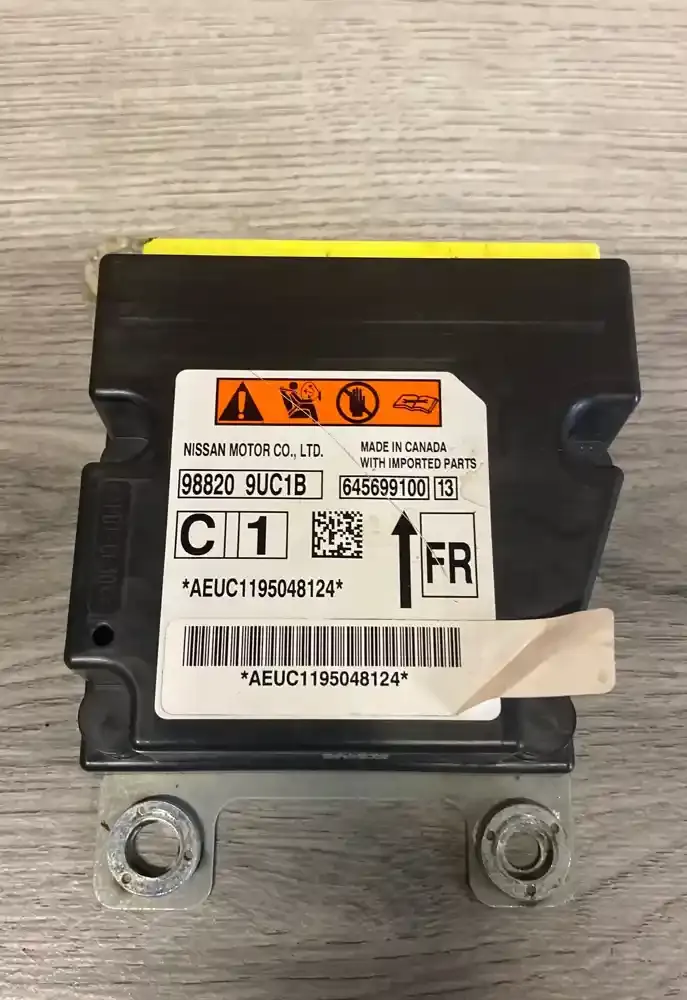 NISSAN MOTOR CO., LTD.
MADE IN CANADA
WITH IMPORTED PARTS
98820 9UC1B
645699100 13
C 1
FR
*AEUC1195048124*
*AEUC1195048124*